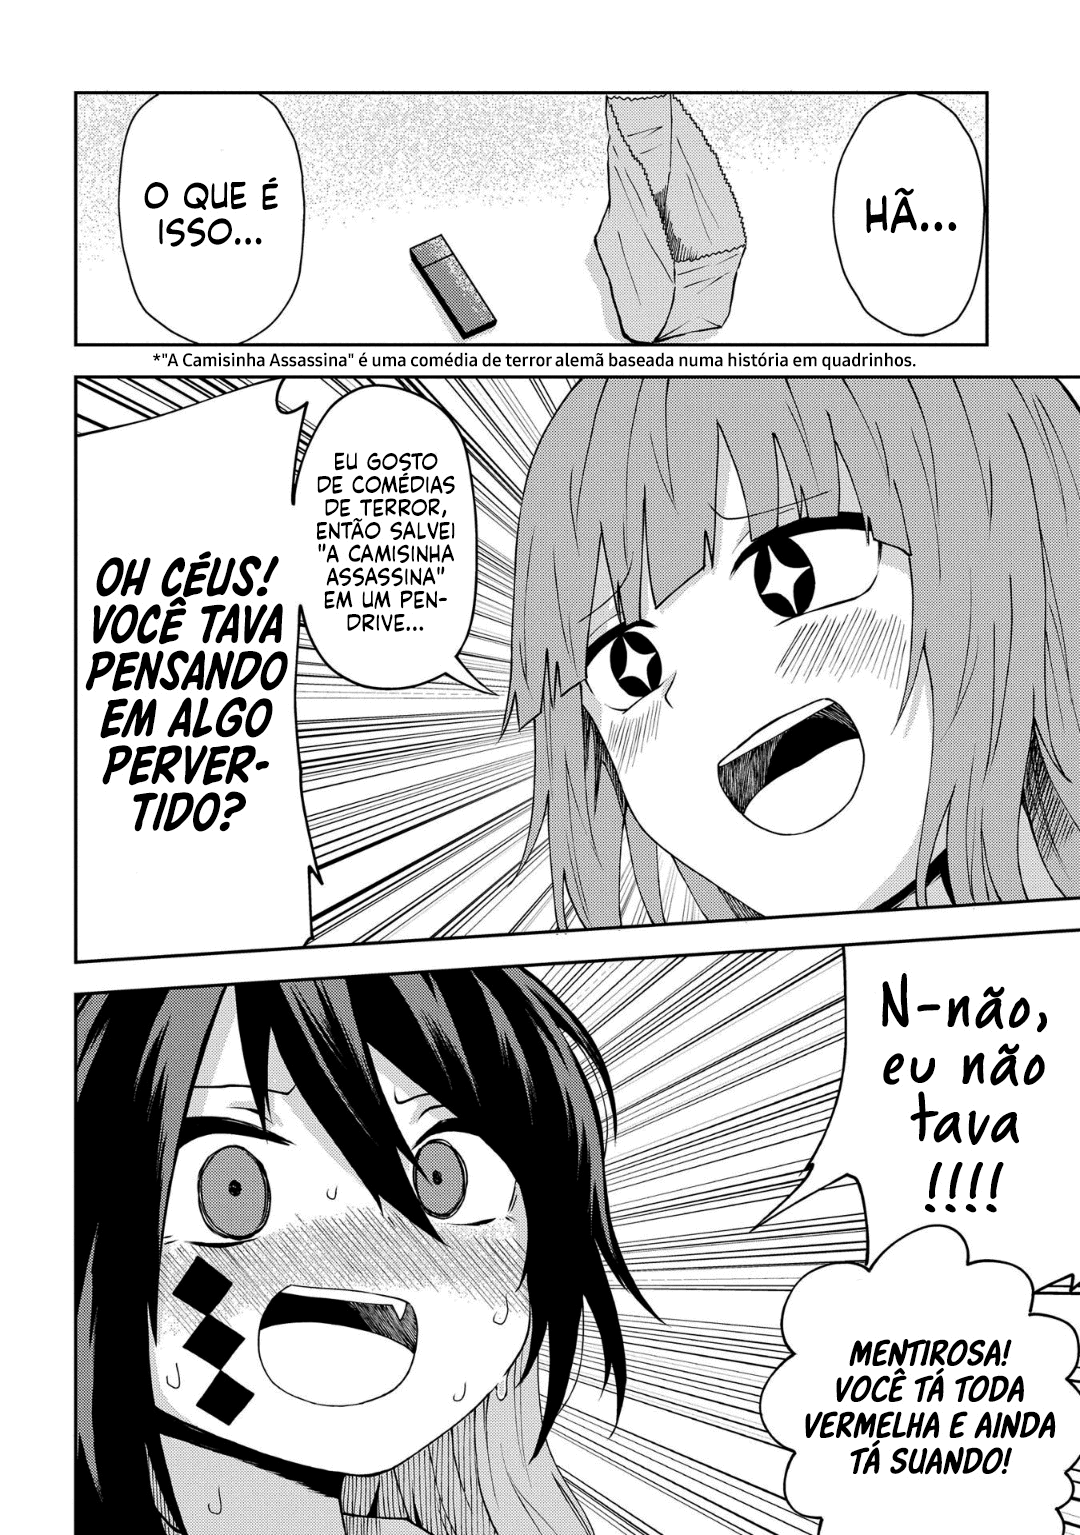 HÃ...
O QUE É
ISSO...
*"A Camisinha Assassina" é uma comédia de terror alemã baseada numa história em quadrinhos.
EU GOSTO
DE COMÉDIAS
DE TERROR,
ENTÃO SALVEI
"A CAMISINHA
ASSASSINA"
EM UM PEN-
DRIVE...
OH CÉUS!
VOCÊ TAVA
PENSANDO
EM ALGO
PERVER-
TIDO?
N-não,
eu não
tava
!!!!
MENTIROSA!
VOCÊ TÁ TODA
VERMELHA E AINDA
TÁ SUANDO!